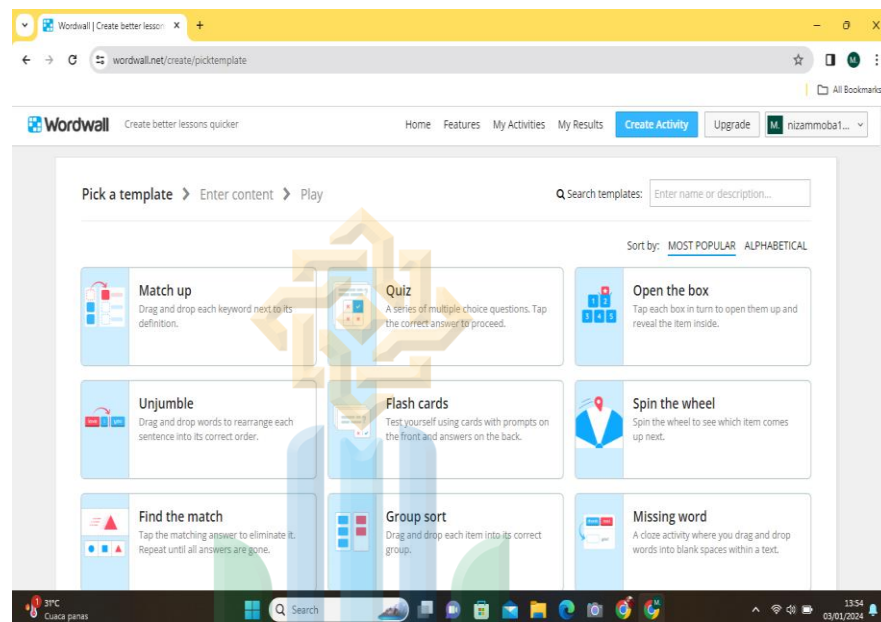 Wordwall | Create better lesson
wordwall.net/create/picktemplate
All Bookmarks
Wordwall Create better lessons quicker Home Features My Activities My Results Create Activity Upgrade M. nizammoba1...
Pick a template > Enter content > Play Search templates: Enter name or description...
Sort by: MOST POPULAR ALPHABETICAL
Match up
Drag and drop each keyword next to its
definition.
Quiz
A series of multiple choice questions. Tap
the correct answer to proceed.
Open the box
Tap each box in turn to open them up and
reveal the item inside.
Unjumble
Drag and drop words to rearrange each
sentence into its correct order.
Flash cards
Test yourself using cards with prompts on
the front and answers on the back.
Spin the wheel
Spin the wheel to see which item comes
up next.
Find the match
Tap the matching answer to eliminate it.
Repeat until all answers are gone.
Group sort
Drag and drop each item into its correct
group.
Missing word
A cloze activity where you drag and drop
words into blank spaces within a text.
1 31°C
Cuaca panas
Search
13:54
03/01/2024